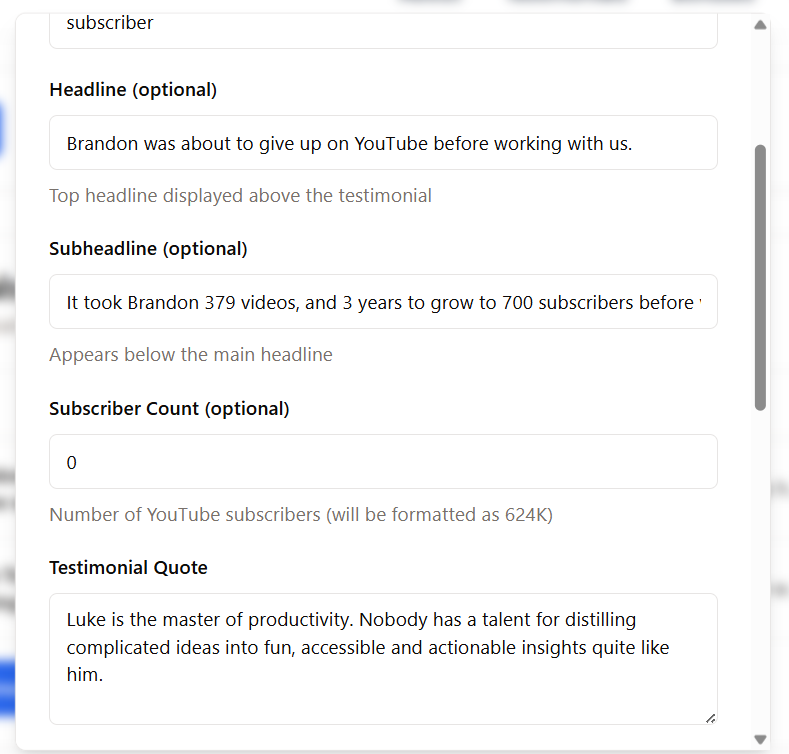 subscriber
Headline (optional)
Brandon was about to give up on YouTube before working with us.
Top headline displayed above the testimonial
Subheadline (optional)
It took Brandon 379 videos, and 3 years to grow to 700 subscribers before
Appears below the main headline
Subscriber Count (optional)
0
Number of YouTube subscribers (will be formatted as 624K)
Testimonial Quote
Luke is the master of productivity. Nobody has a talent for distilling
complicated ideas into fun, accessible and actionable insights quite like
him.